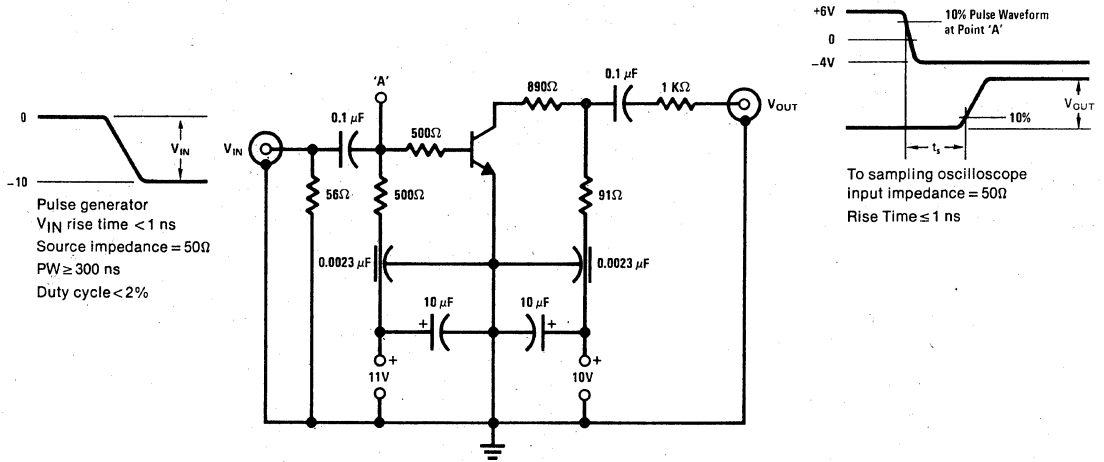 0
-10
V_IN
Pulse generator
V_IN rise time <1 ns
Source impedance = 50Ω
PW ≥ 300 ns
Duty cycle <2%
V_IN
0.1 μF
'A'
56Ω
500Ω
500Ω
0.0023 μF
10 μF
+
+
11V
890Ω
0.1 μF
1 KΩ
V_OUT
91Ω
0.0023 μF
10 μF
+
+
10V
+6V
0
-4V
10% Pulse Waveform
at Point 'A'
10%
V_OUT
t_s
To sampling oscilloscope
input impedance = 50Ω
Rise Time ≤ 1 ns